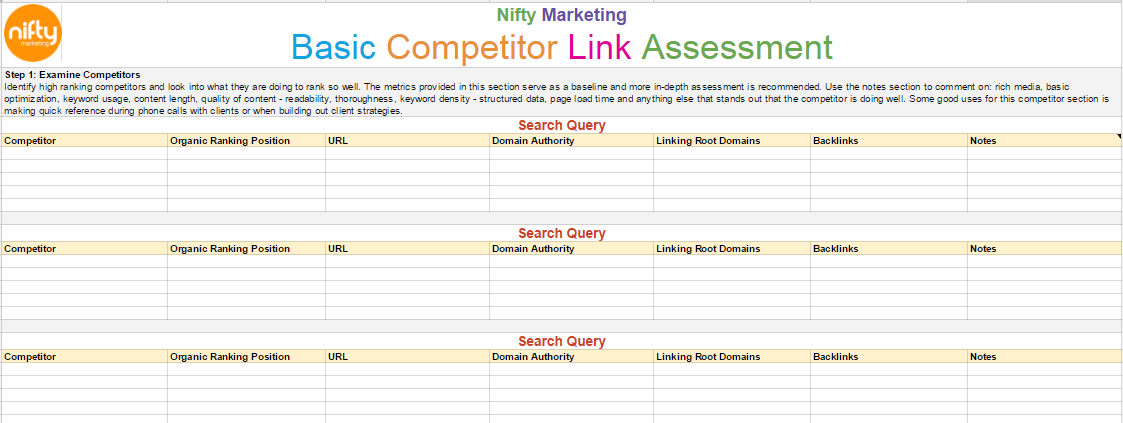 nifty
marketing
Nifty Marketing
Basic Competitor Link Assessment
Step 1: Examine Competitors
Identify high ranking competitors and look into what they are doing to rank so well. The metrics provided in this section serve as a baseline and more in-depth assessment is recommended. Use the notes section to comment on: rich media, basic
optimization, keyword usage, content length, quality of content - readability, thoroughness, keyword density - structured data, page load time and anything else that stands out that the competitor is doing well. Some good uses for this competitor section is
making quick reference during phone calls with clients or when building out client strategies.
Search Query
Competitor Organic Ranking Position URL Domain Authority Linking Root Domains Backlinks Notes
Search Query
Competitor Organic Ranking Position URL Domain Authority Linking Root Domains Backlinks Notes
Search Query
Competitor Organic Ranking Position URL Domain Authority Linking Root Domains Backlinks Notes